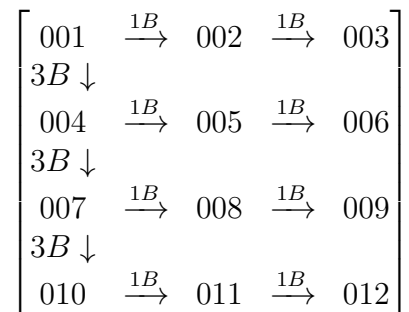 001 1B→ 002 1B→ 003
3B ↓
004 1B→ 005 1B→ 006
3B ↓
007 1B→ 008 1B→ 009
3B ↓
010 1B→ 011 1B→ 012